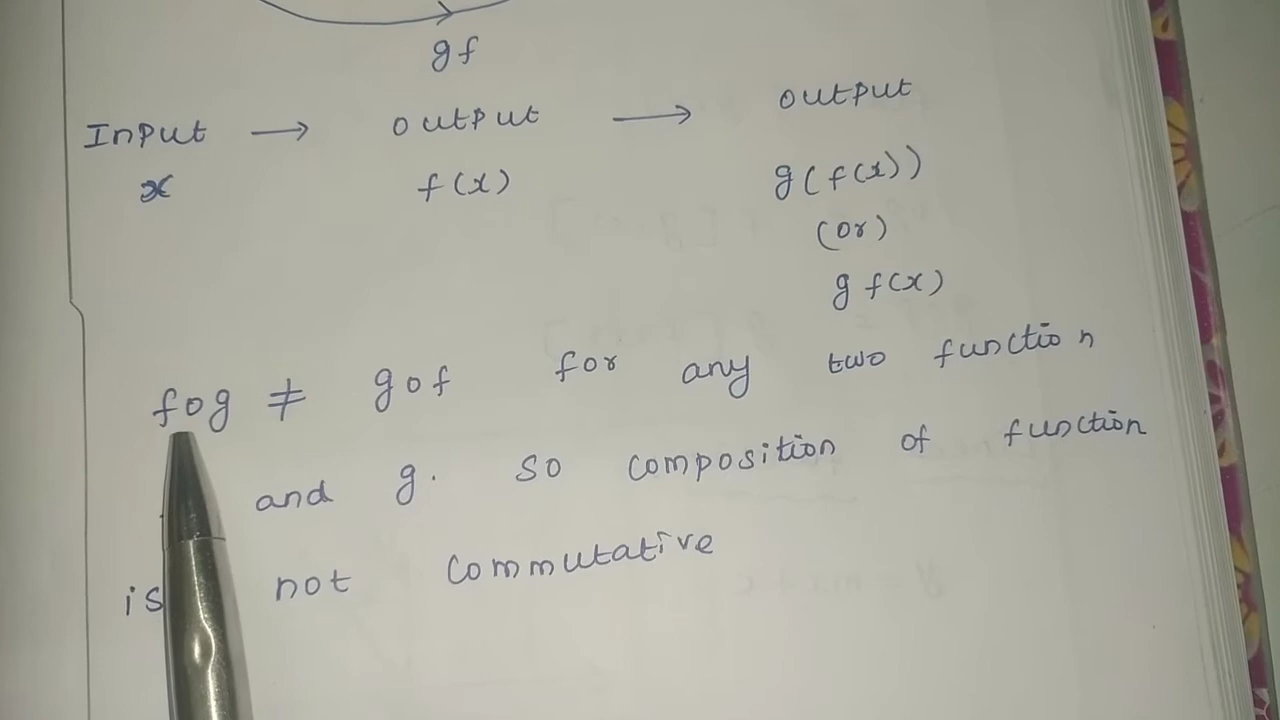 gf
Input → output → output
x f(x) g(f(x))
(or)
g f(x)
fog ≠ gof for any two function
and g. so composition of function
is not commutative